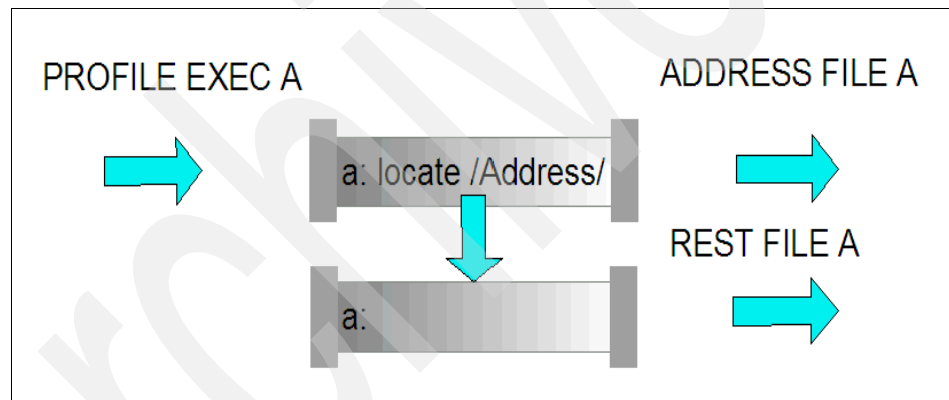 PROFILE EXEC A
ADDRESS FILE A
a: locate /Address/
REST FILE A
a: